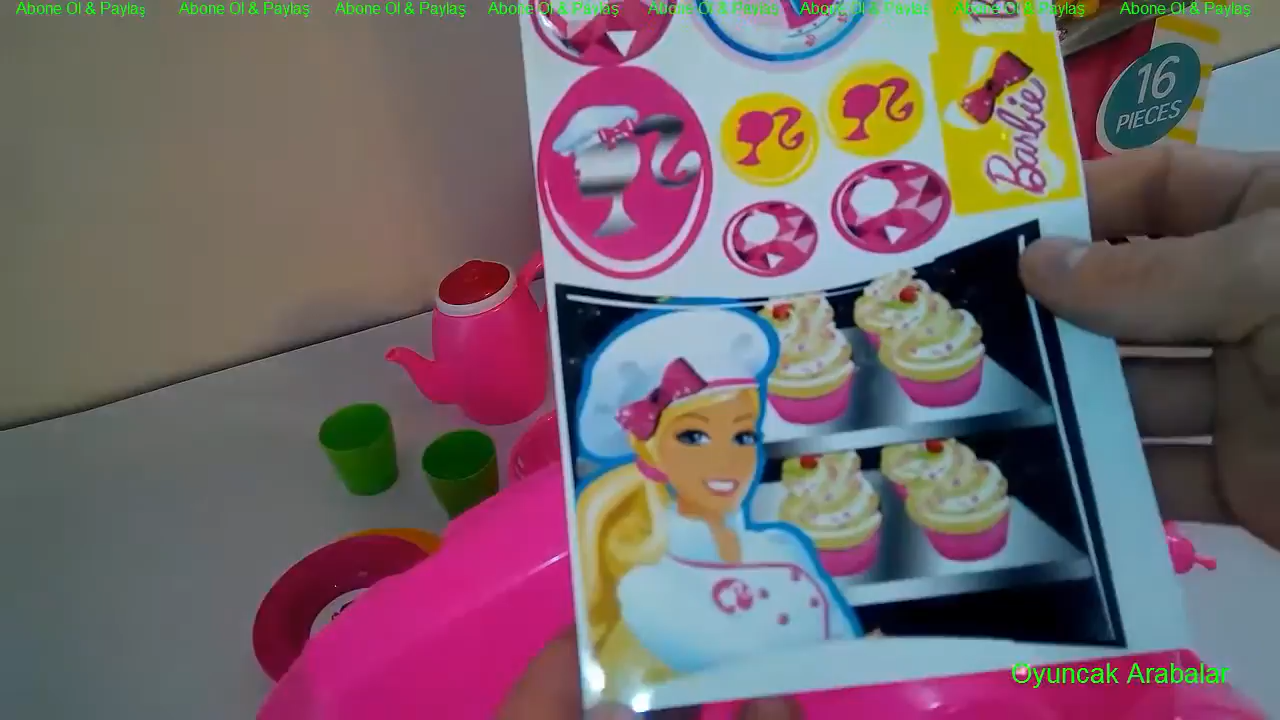 Abone Ol & Paylaş Abone Ol & Paylaş Abone Ol & Paylaş Abone Ol & Paylaş Abone Ol & Paylaş Abone Ol & Paylaş Abone Ol & Paylaş Abone Ol & Paylaş
16
PIECES
Barbie
Oyuncak Arabalar